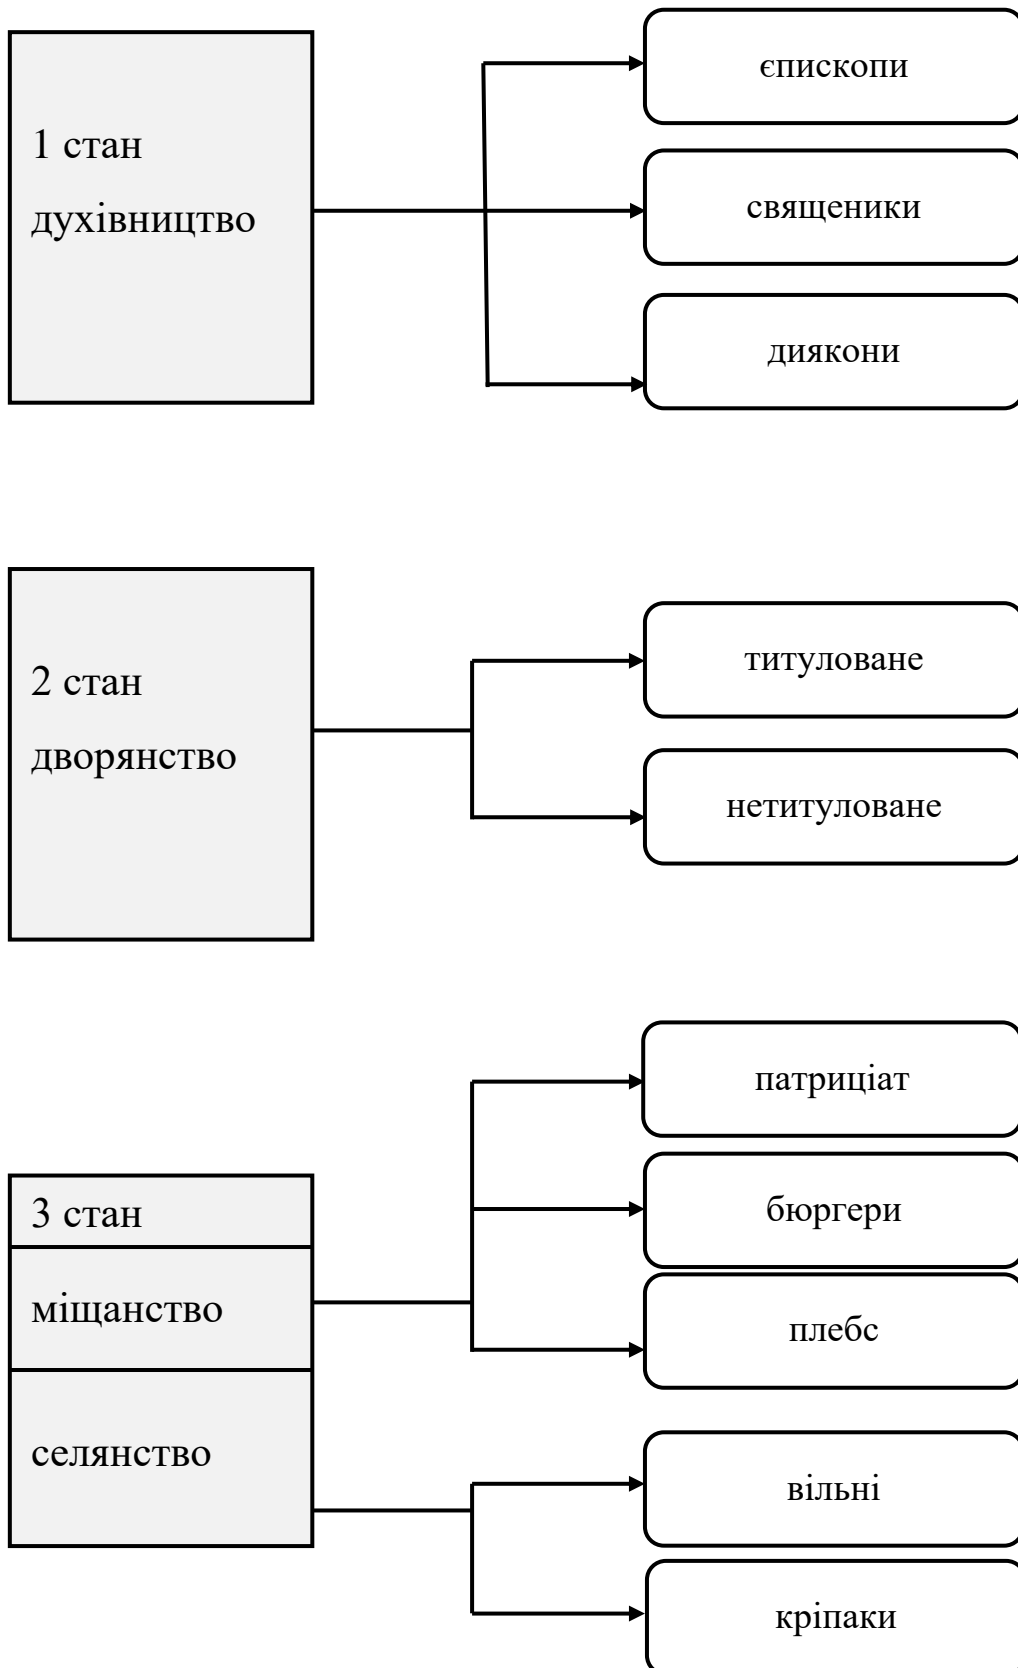 1 стан
духівництво
єпископи
священики
диякони
2 стан
дворянство
титуловане
нетитуловане
3 стан
міщанство
патриціат
бюргери
плебс
селянство
вільні
кріпаки